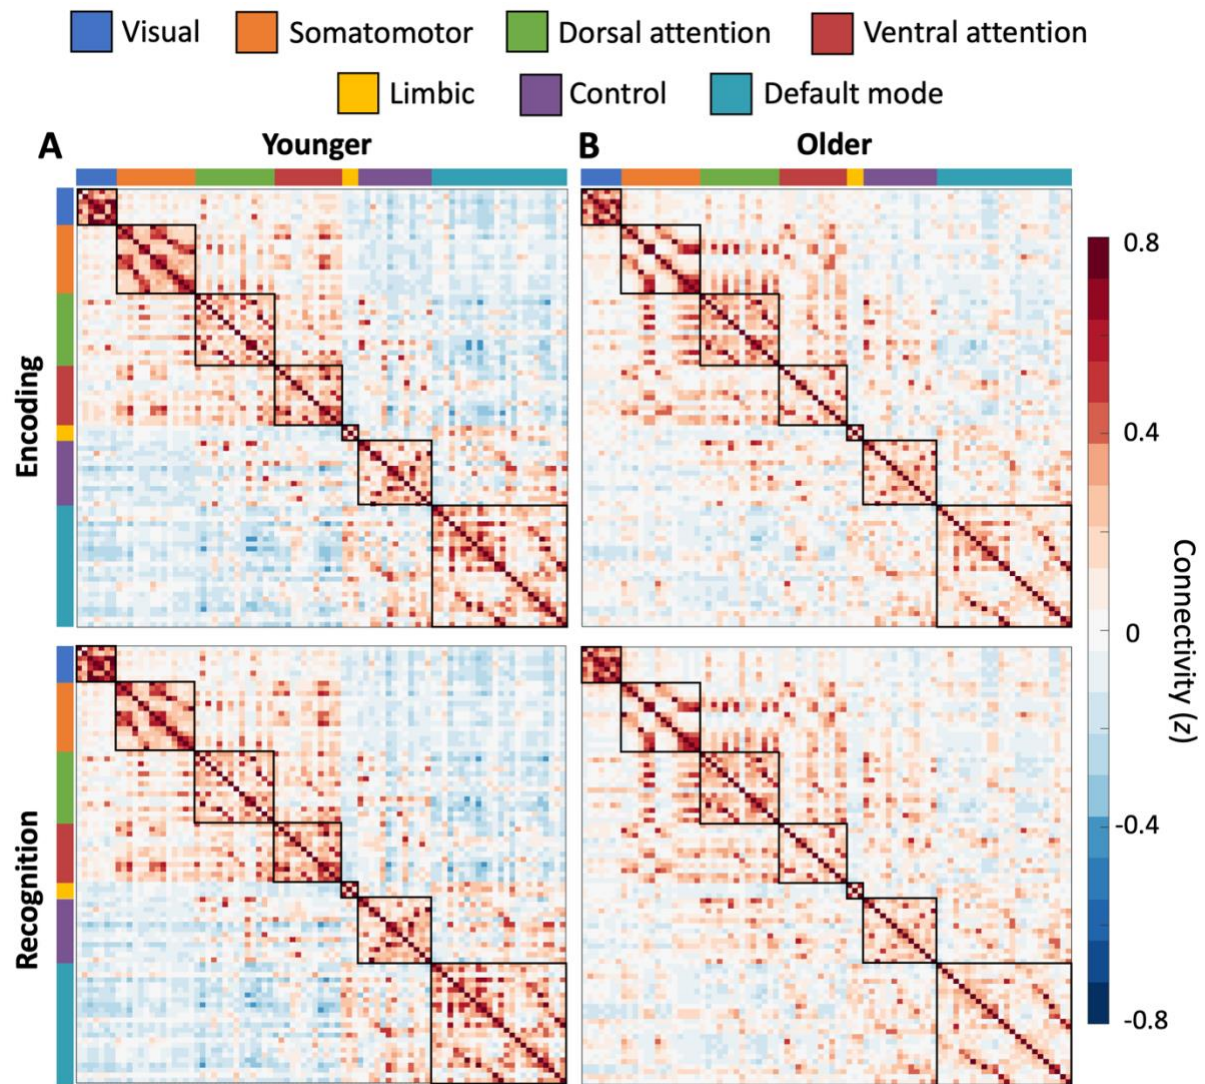 Visual Somatomotor Dorsal attention Ventral attention
Limbic Control Default mode
A Younger B Older
Encoding
Recognition
0.8
0.4
0
-0.4
-0.8
Connectivity (z)